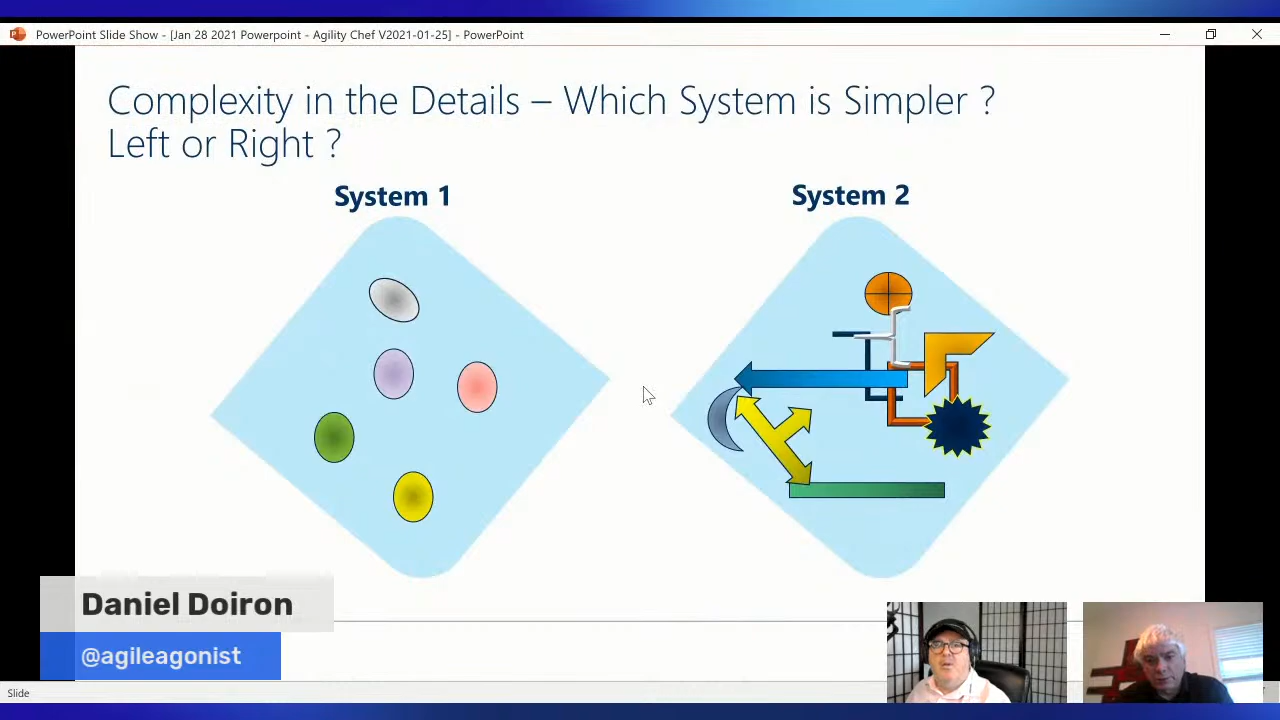 PowerPoint Slide Show - [Jan 28 2021 Powerpoint - Agility Chef V2021-01-25] - PowerPoint
Complexity in the Details – Which System is Simpler ?
Left or Right ?
System 1
System 2
Daniel Doiron
@agileagonist
Slide